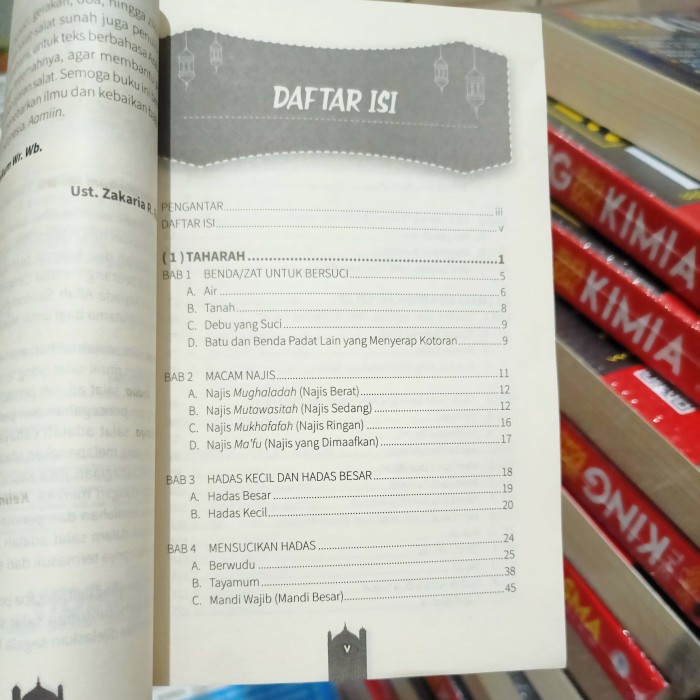 gerakan, doa, hingga
salat sunah juga
untuk teks berbahasa
agar membantu
salat. Semoga buku ini
ilmu dan kebaikan
Aamiin.
Wr. Wb.
Ust. Zakaria R.
DAFTAR ISI
PENGANTAR iii
DAFTAR ISI v
( 1 ) TAHARAH 1
BAB 1 BENDA/ZAT UNTUK BERSUCI 5
A. Air 6
B. Tanah 8
C. Debu yang Suci 9
D. Batu dan Benda Padat Lain yang Menyerap Kotoran 9
BAB 2 MACAM NAJIS 11
A. Najis Mughaladah (Najis Berat) 12
B. Najis Mutawasitah (Najis Sedang) 12
C. Najis Mukhafafah (Najis Ringan) 16
D. Najis Ma'fu (Najis yang Dimaafkan) 17
BAB 3 HADAS KECIL DAN HADAS BESAR 18
A. Hadas Besar 19
B. Hadas Kecil 20
BAB 4 MENSUCIKAN HADAS 24
A. Berwudu 25
B. Tayamum 38
C. Mandi Wajib (Mandi Besar) 45
v
KIMIA
KIMIA
KING